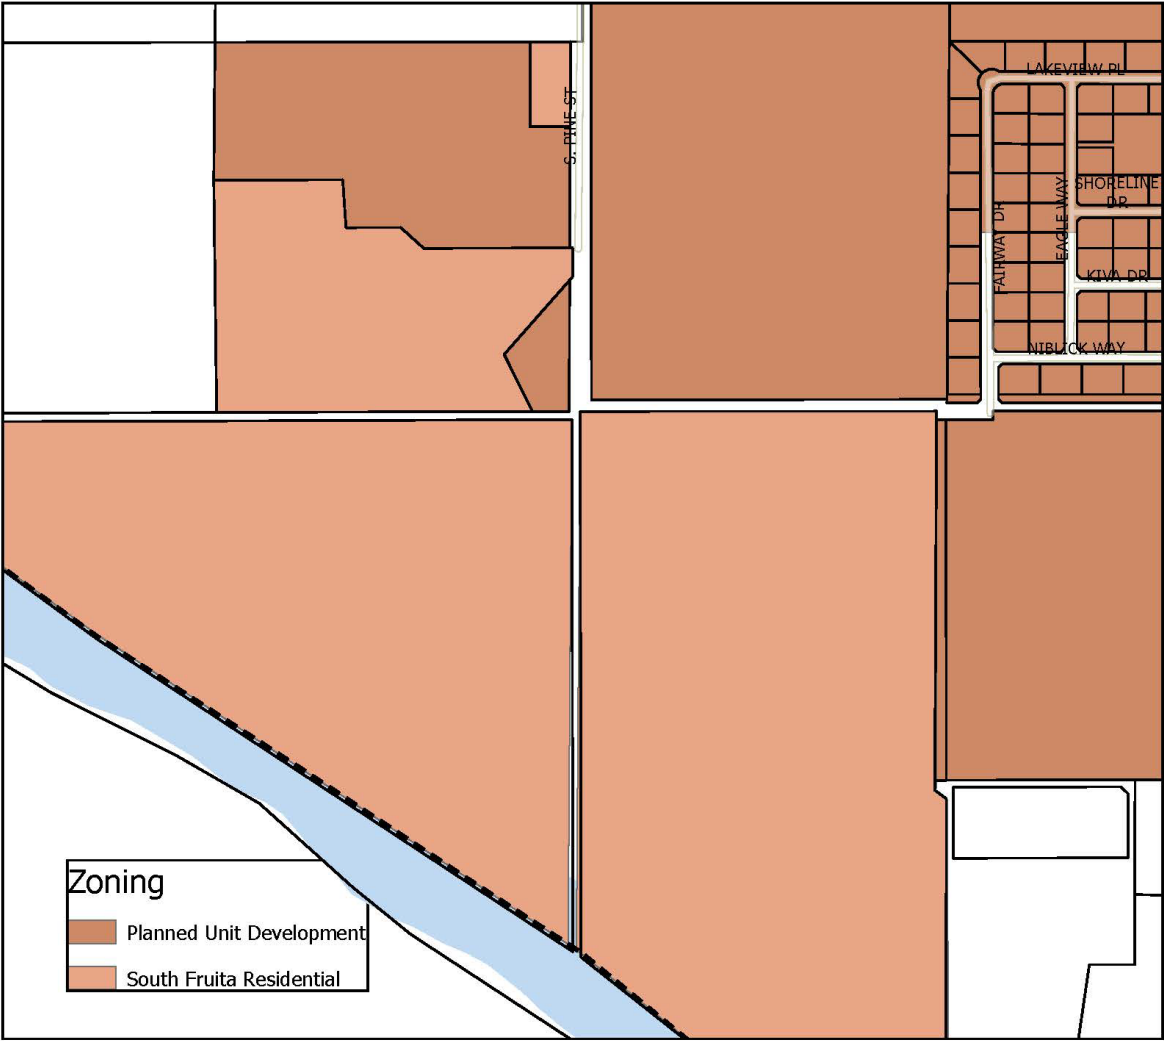 LAKEVIEW PL
S. PINE ST
SHORELINE
DR
EAGLE WAY
FAIRWAY DR
KIVA DR
NIBLICK WAY
Zoning
Planned Unit Development
South Fruita Residential